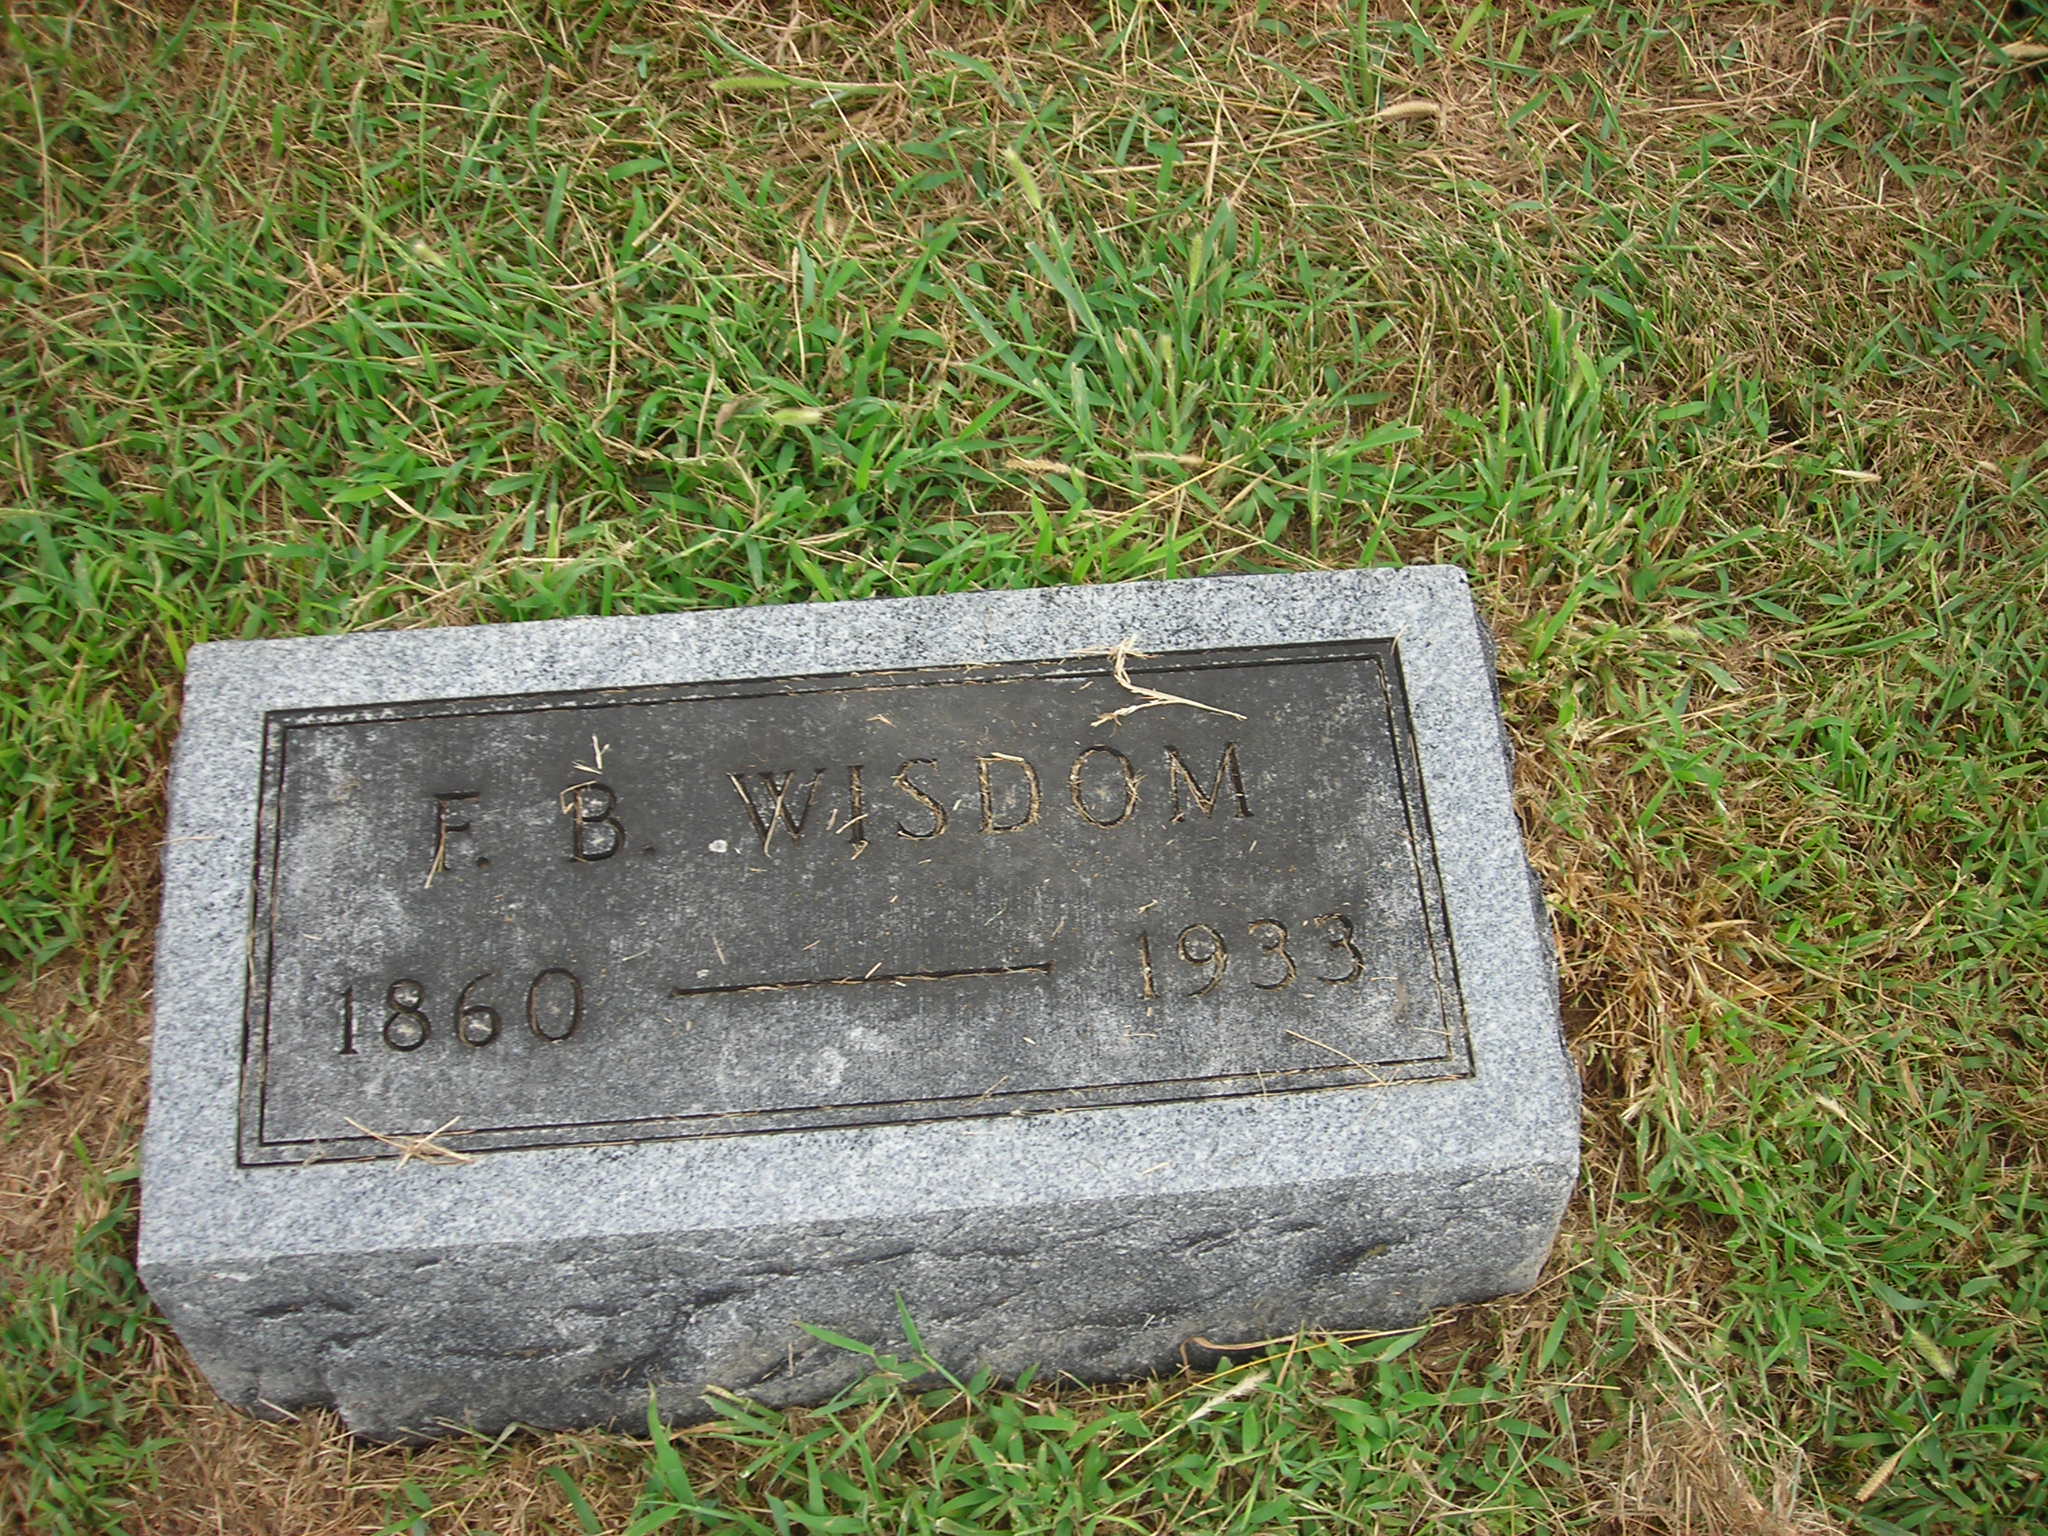 F. B. WISDOM
1860 — 1933